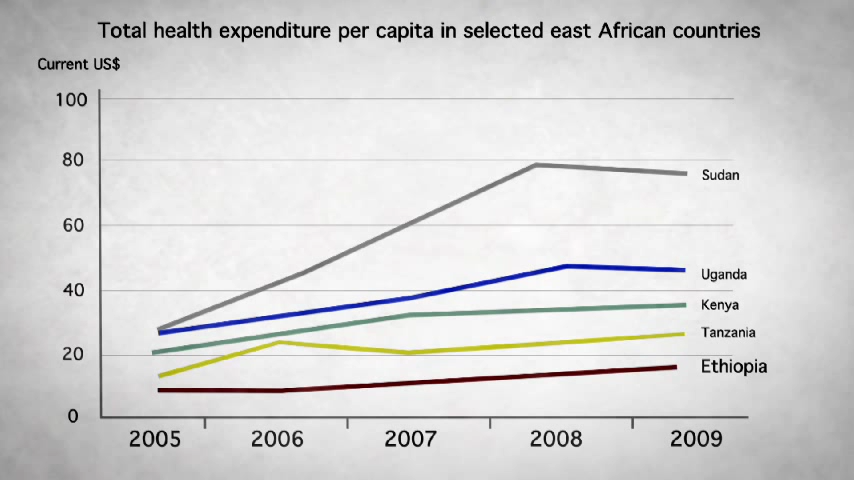 Total health expenditure per capita in selected east African countries
Current US$
100
80
60
40
20
0
Sudan
Uganda
Kenya
Tanzania
Ethiopia
2005 2006 2007 2008 2009